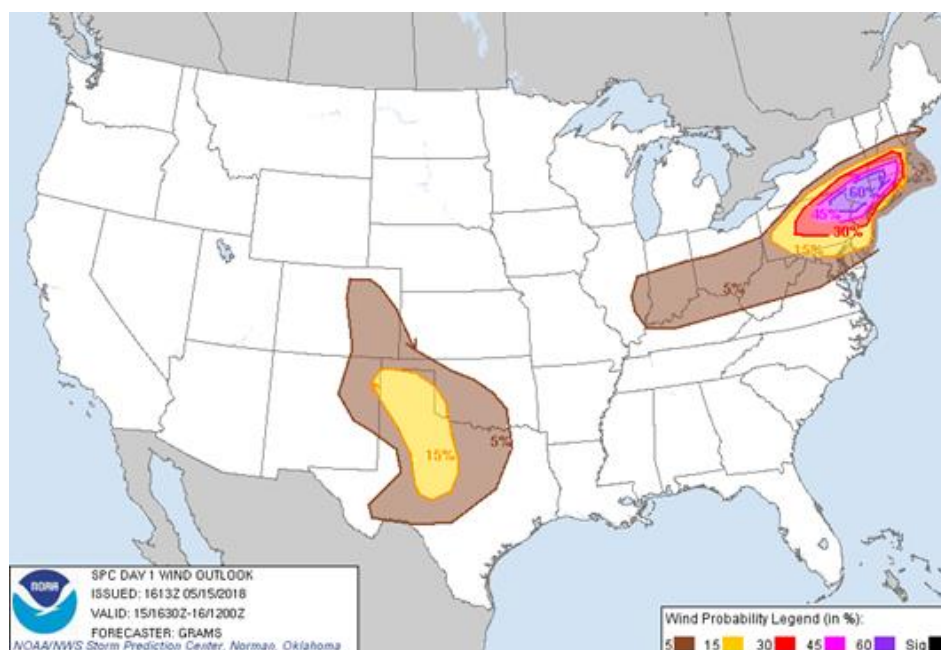 60%
45%
30%
15%
5%
5%
15%
NOAA
SPC DAY 1 WIND OUTLOOK
ISSUED: 1613Z 05/15/2018
VALID: 15/1630Z-16/1200Z
FORECASTER: GRAMS
NOAA/NWS Storm Prediction Center, Norman, Oklahoma
Wind Probability Legend (in %):
5 15 30 45 60 Sig